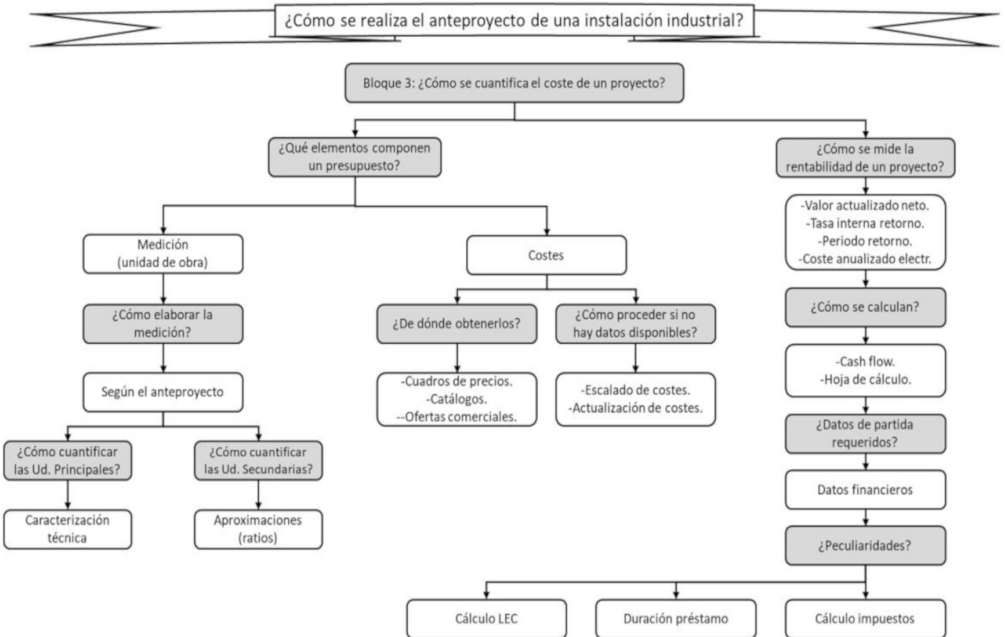 ¿Cómo se realiza el anteproyecto de una instalación industrial?
Bloque 3: ¿Cómo se cuantifica el coste de un proyecto?
¿Qué elementos componen
un presupuesto?
¿Cómo se mide la
rentabilidad de un proyecto?
-Valor actualizado neto.
-Tasa interna retorno.
-Periodo retorno.
-Coste anualizado electr.
Medición
(unidad de obra)
Costes
¿Cómo elaborar la
medición?
¿De dónde obtenerlos?
¿Cómo proceder si no
hay datos disponibles?
¿Cómo se calculan?
Según el anteproyecto
-Cuadros de precios.
-Catálogos.
--Ofertas comerciales.
-Escalado de costes.
-Actualización de costes.
-Cash flow.
-Hoja de cálculo.
¿Cómo cuantificar
las Ud. Principales?
¿Cómo cuantificar
las Ud. Secundarias?
¿Datos de partida
requeridos?
Caracterización
técnica
Aproximaciones
(ratios)
Datos financieros
¿Peculiaridades?
Cálculo LEC
Duración préstamo
Cálculo impuestos